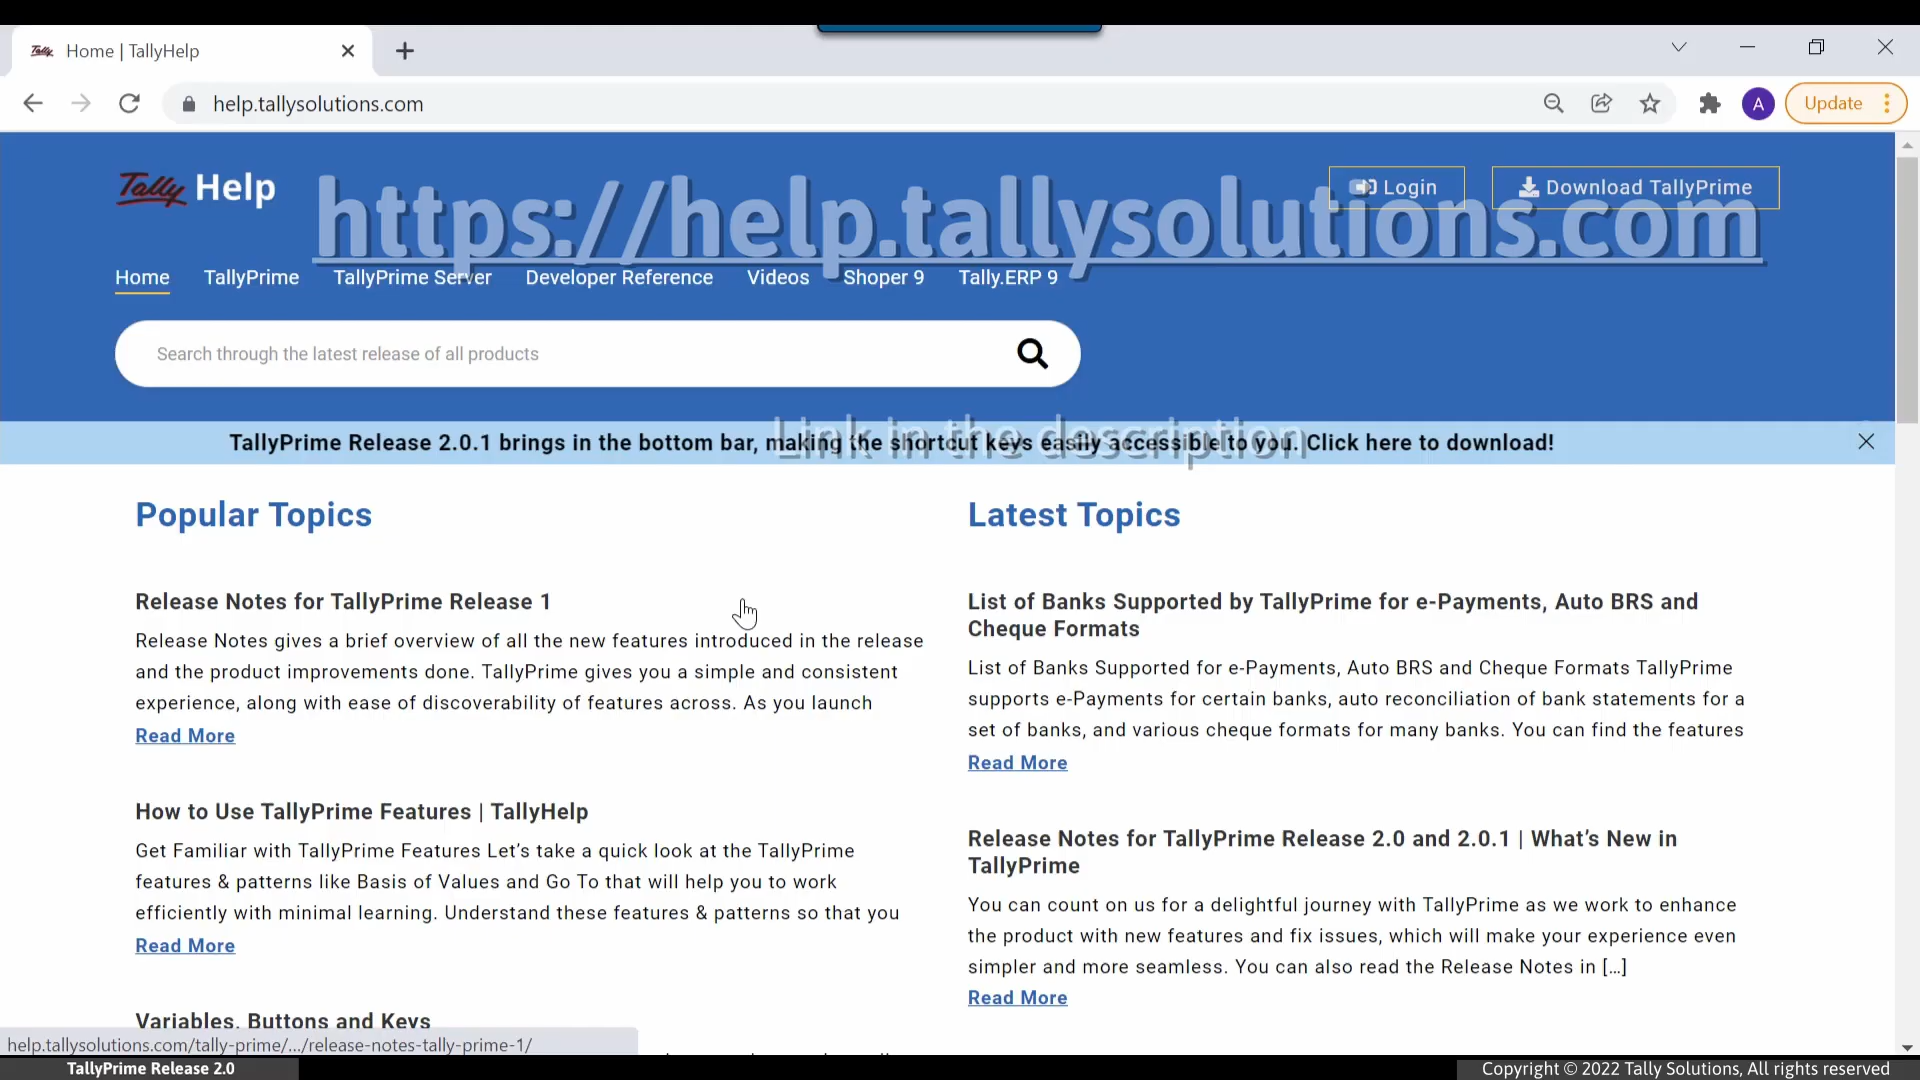 Tally Home | TallyHelp
help.tallysolutions.com
A
Update
Tally Help
Login
Download TallyPrime
https://help.tallysolutions.com
Home TallyPrime TallyPrime Server Developer Reference Videos Shoper 9 Tally.ERP 9
Search through the latest release of all products
Link in the description
TallyPrime Release 2.0.1 brings in the bottom bar, making the shortcut keys easily accessible to you. Click here to download!
Popular Topics
Release Notes for TallyPrime Release 1
Release Notes gives a brief overview of all the new features introduced in the release
and the product improvements done. TallyPrime gives you a simple and consistent
experience, along with ease of discoverability of features across. As you launch
Read More
How to Use TallyPrime Features | TallyHelp
Get Familiar with TallyPrime Features Let’s take a quick look at the TallyPrime
features & patterns like Basis of Values and Go To that will help you to work
efficiently with minimal learning. Understand these features & patterns so that you
Read More
Variables, Buttons and Keys
Latest Topics
List of Banks Supported by TallyPrime for e-Payments, Auto BRS and
Cheque Formats
List of Banks Supported for e-Payments, Auto BRS and Cheque Formats TallyPrime
supports e-Payments for certain banks, auto reconciliation of bank statements for a
set of banks, and various cheque formats for many banks. You can find the features
Read More
Release Notes for TallyPrime Release 2.0 and 2.0.1 | What’s New in
TallyPrime
You can count on us for a delightful journey with TallyPrime as we work to enhance
the product with new features and fix issues, which will make your experience even
simpler and more seamless. You can also read the Release Notes in [...]
Read More
help.tallysolutions.com/tally-prime/.../release-notes-tally-prime-1/
TallyPrime Release 2.0
Copyright © 2022 Tally Solutions, All rights reserved